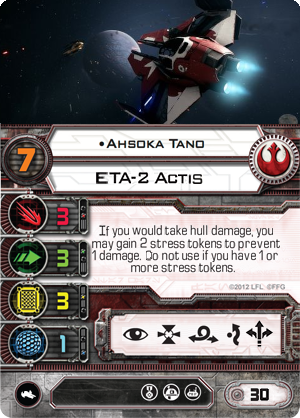 •Ahsoka Tano
7
ETA-2 Actis
3
3
3
1
If you would take hull damage, you
may gain 2 stress tokens to prevent
1 damage. Do not use if you have 1 or
more stress tokens.
©2012 LFL ©FFG
30